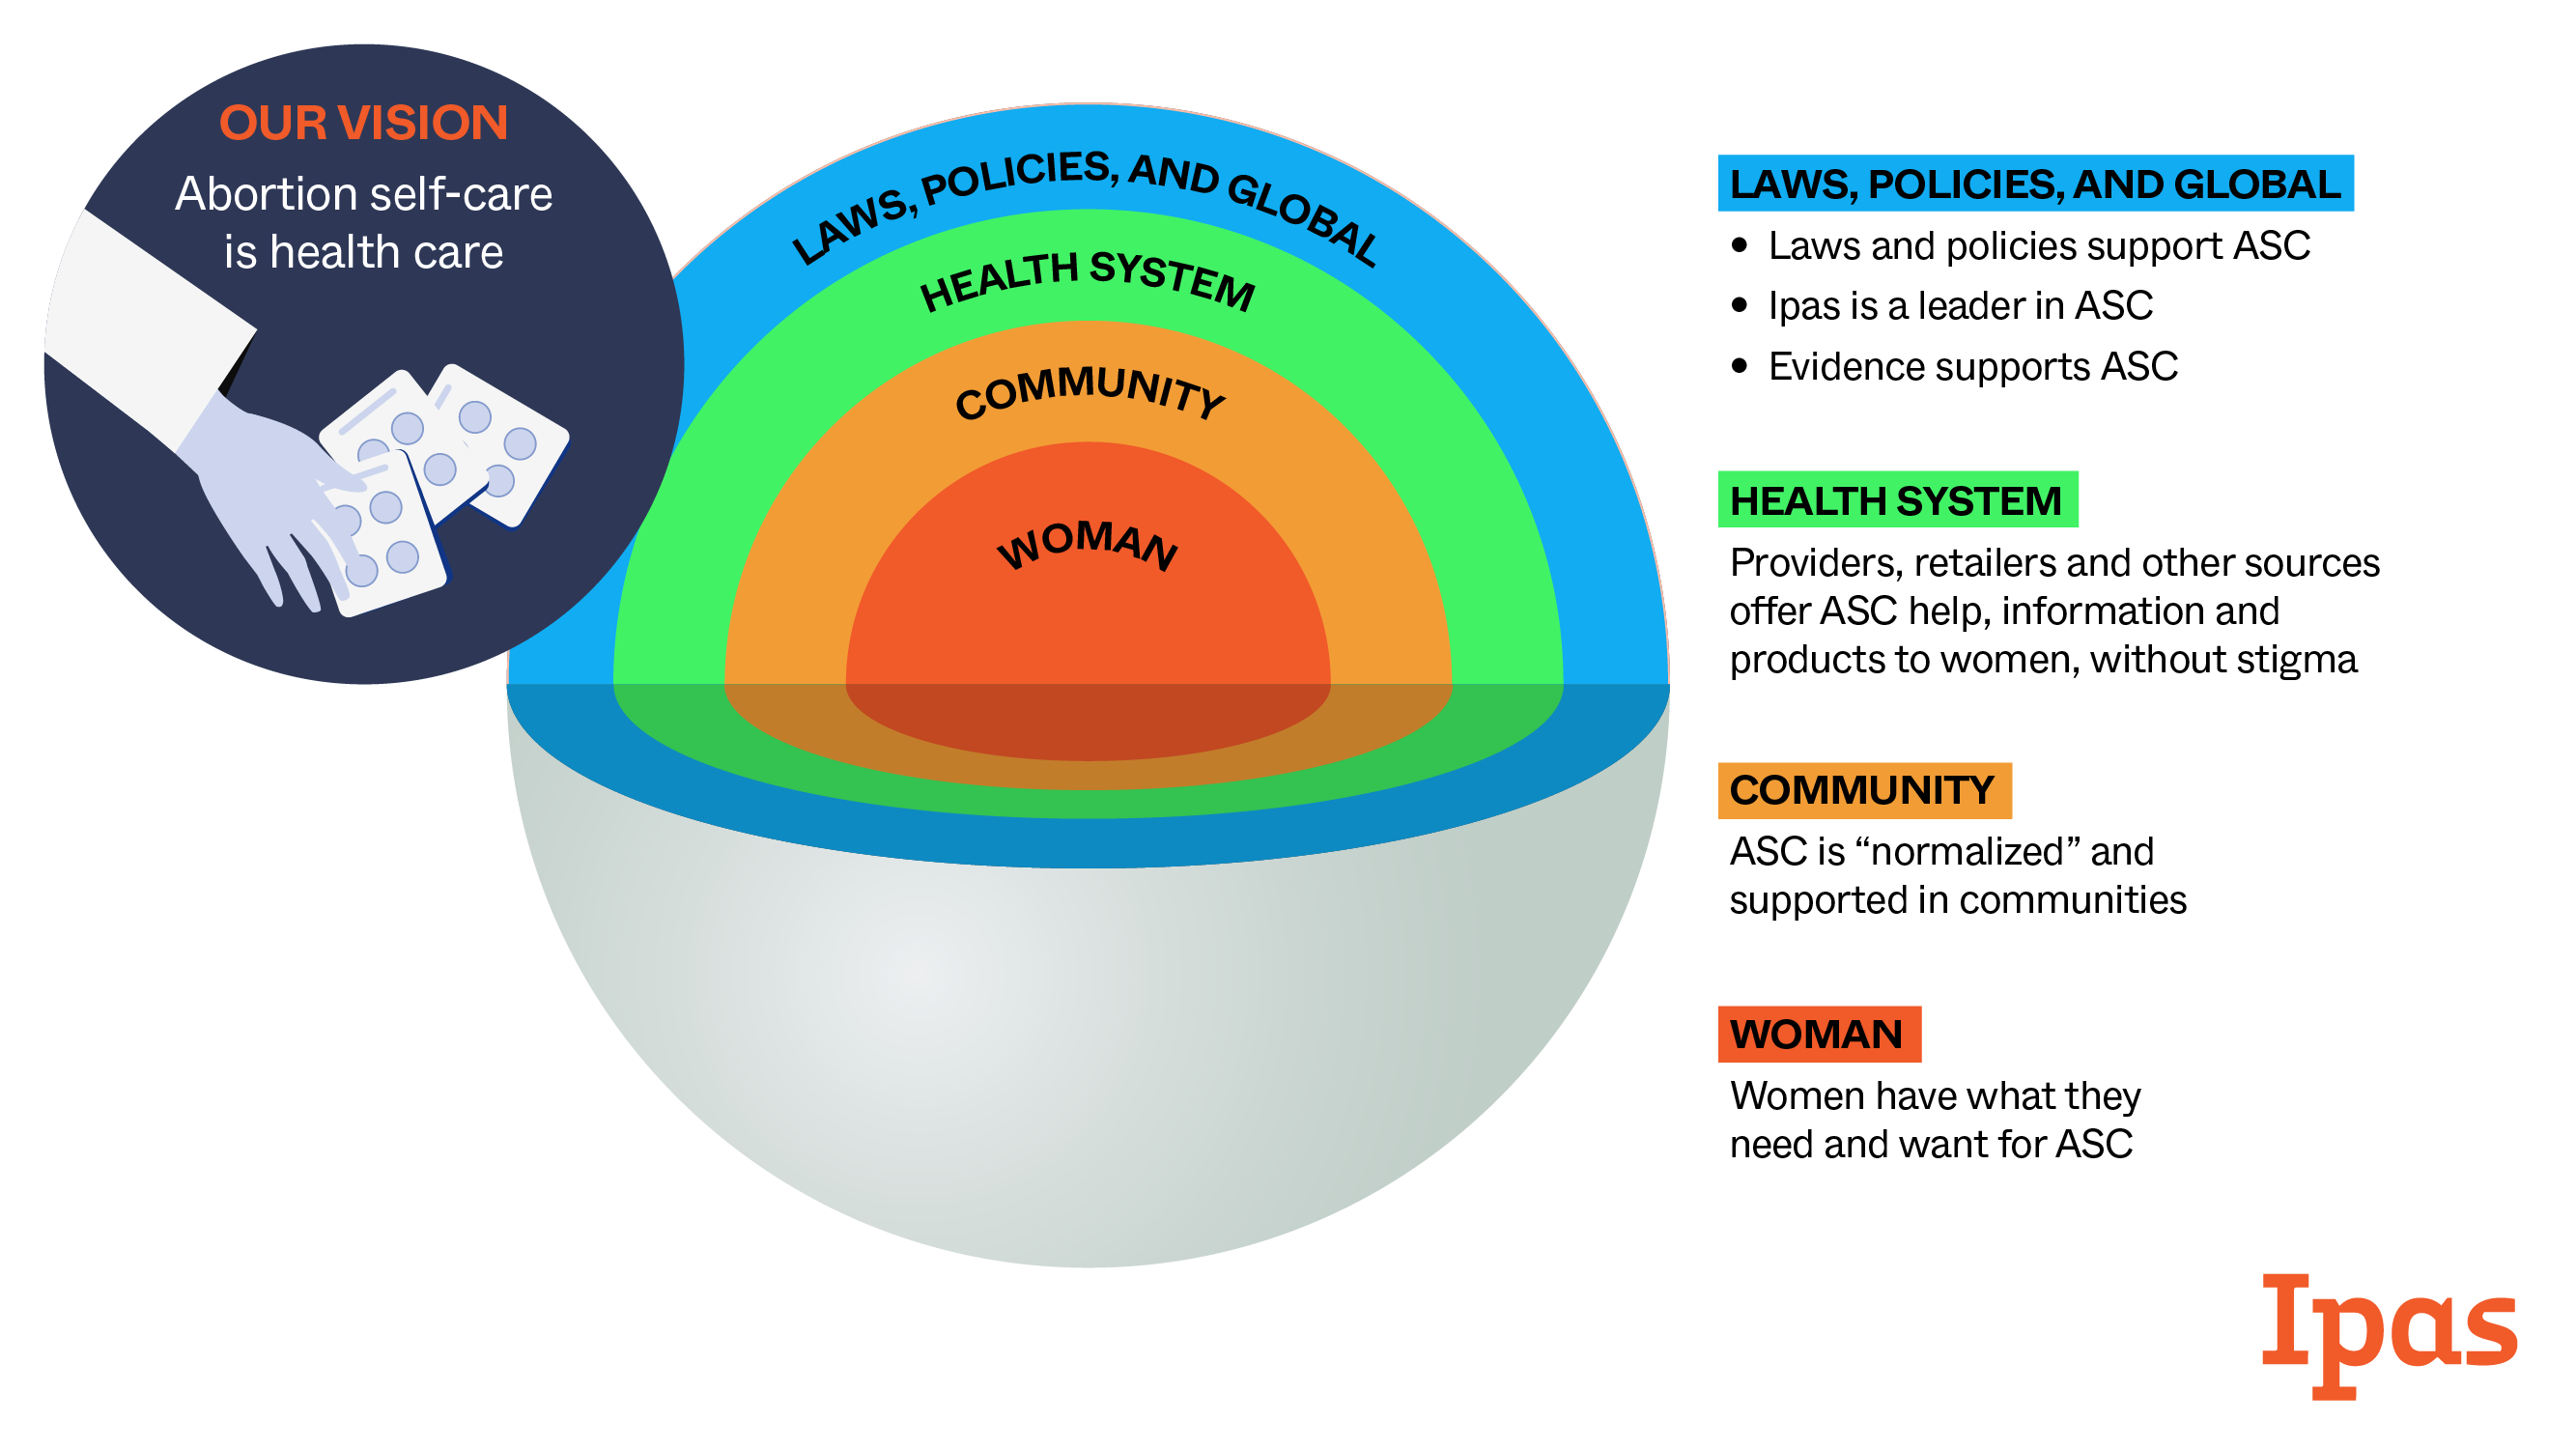 OUR VISION
Abortion self-care
is health care
LAWS, POLICIES, AND GLOBAL
HEALTH SYSTEM
COMMUNITY
WOMAN
LAWS, POLICIES, AND GLOBAL
• Laws and policies support ASC
• Ipas is a leader in ASC
• Evidence supports ASC
HEALTH SYSTEM
Providers, retailers and other sources
offer ASC help, information and
products to women, without stigma
COMMUNITY
ASC is “normalized” and
supported in communities
WOMAN
Women have what they
need and want for ASC
Ipas